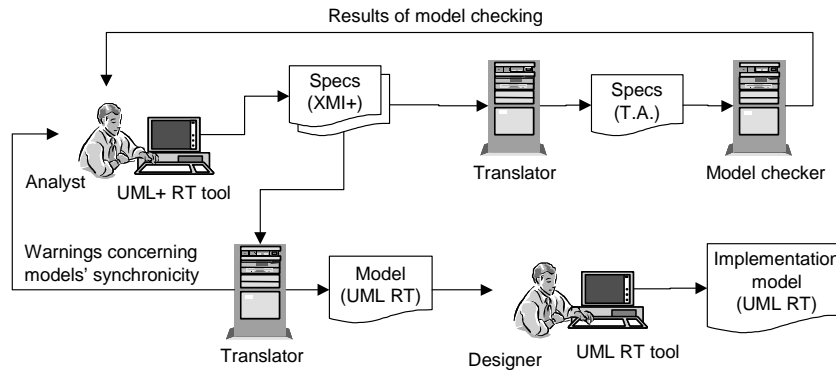 Results of model checking
Specs
(XMI+)
Specs
(T.A.)
Analyst
UML+ RT tool
Translator
Model checker
Warnings concerning
models' synchronicity
Model
(UML RT)
Implementation
model
(UML RT)
Translator
Designer
UML RT tool